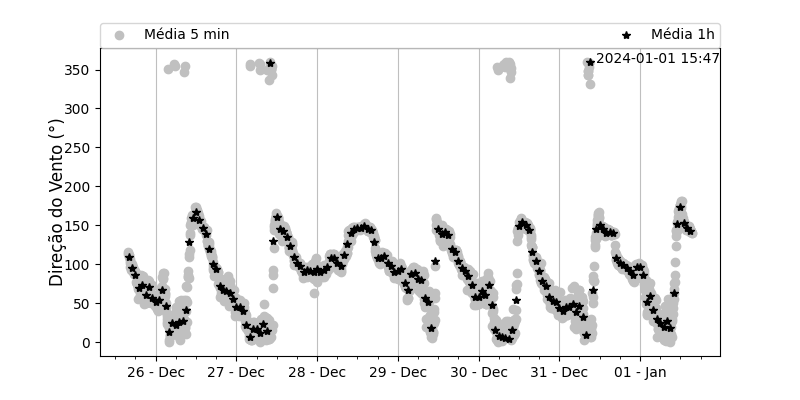 Média 5 min
Média 1h
2024-01-01 15:47
Direção do Vento (°)
350
300
250
200
150
100
50
0
26 - Dec
27 - Dec
28 - Dec
29 - Dec
30 - Dec
31 - Dec
01 - Jan